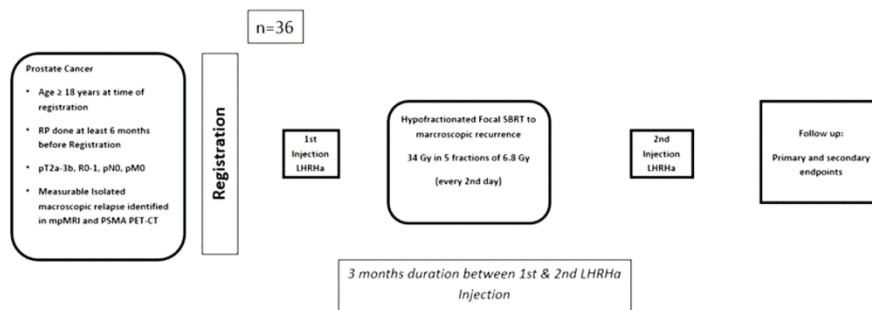 n=36
Prostate Cancer
• Age ≥ 18 years at time of
registration
• RP done at least 6 months
before Registration
• pT2a-3b, R0-1, pN0, pM0
• Measurable Isolated
macroscopic relapse identified
in mpMRI and PSMA PET-CT
Registration
1st
Injection
LHRHa
Hypofractionated Focal SBRT to
marcroscopic recurrence
34 Gy in 5 fractions of 6.8 Gy
(every 2nd day)
2nd
Injection
LHRHa
Follow up:
Primary and secondary
endpoints
3 months duration between 1st & 2nd LHRHa
Injection